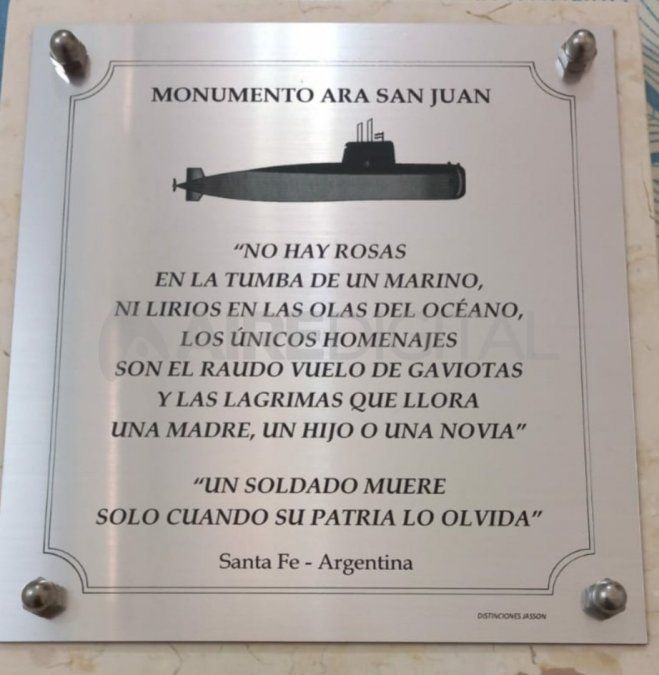 MONUMENTO ARA SAN JUAN
“NO HAY ROSAS
EN LA TUMBA DE UN MARINO,
NI LIRIOS EN LAS OLAS DEL OCÉANO,
LOS ÚNICOS HOMENAJES
SON EL RAUDO VUELO DE GAVIOTAS
Y LAS LAGRIMAS QUE LLORA
UNA MADRE, UN HIJO O UNA NOVIA”
“UN SOLDADO MUERE
SOLO CUANDO SU PATRIA LO OLVIDA”
Santa Fe - Argentina
DISTINCIONES JASSON
AIREDIGITAL